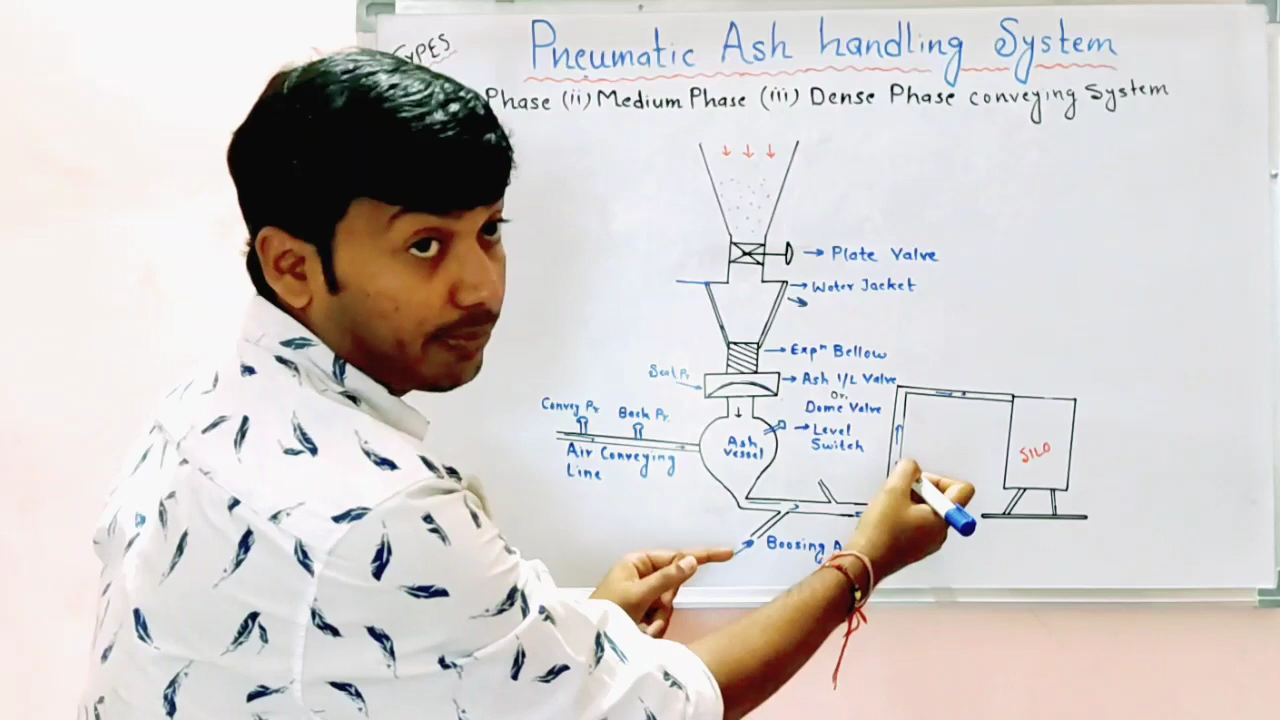 TYPES
Pneumatic Ash handling System
Phase (ii) Medium Phase (iii) Dense Phase conveying System
Plate Valve
Water Jacket
Expⁿ Bellow
Seal Pr
Ash I/L Valve
Or.
Dome Valve
Convey Pr
Back Pr.
Level
Switch
Ash
Vessel
Air Conveying
Line
SILO
Boosing A